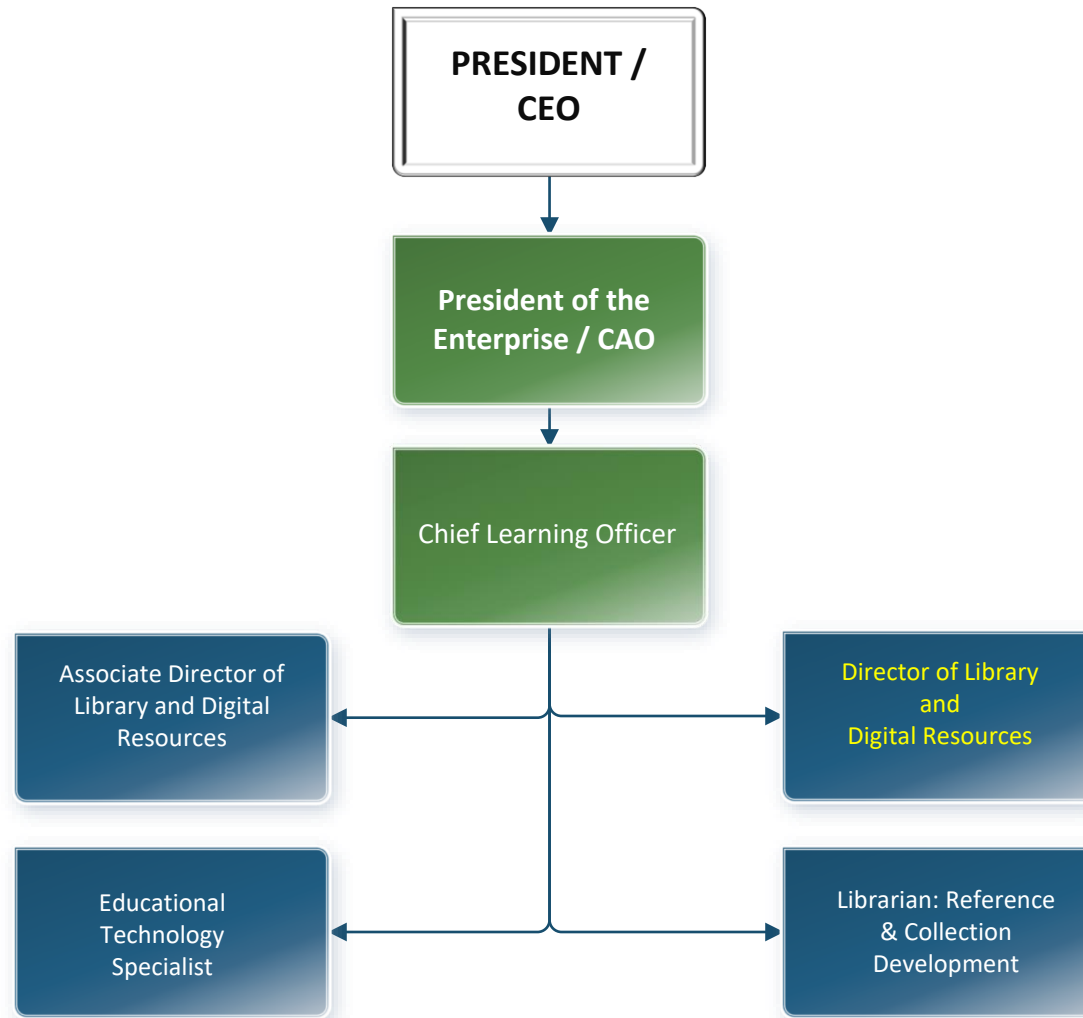 PRESIDENT /
CEO
President of the
Enterprise / CAO
Chief Learning Officer
Associate Director of
Library and Digital
Resources
Director of Library
and
Digital Resources
Educational
Technology
Specialist
Librarian: Reference
& Collection
Development